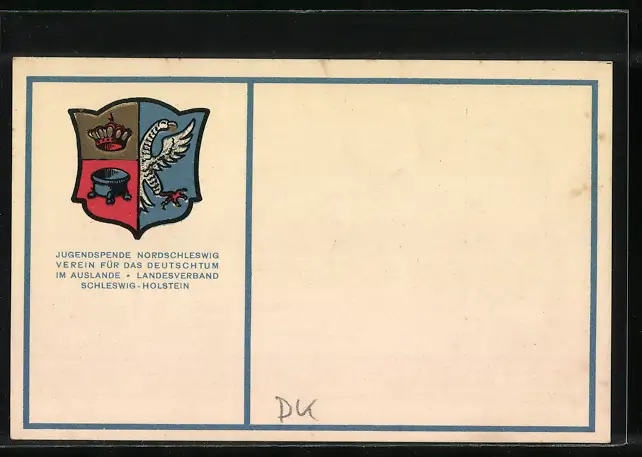 JUGENDSPENDE NORDSCHLESWIG
VEREIN FÜR DAS DEUTSCHTUM
IM AUSLANDE • LANDESVERBAND
SCHLESWIG-HOLSTEIN
DK